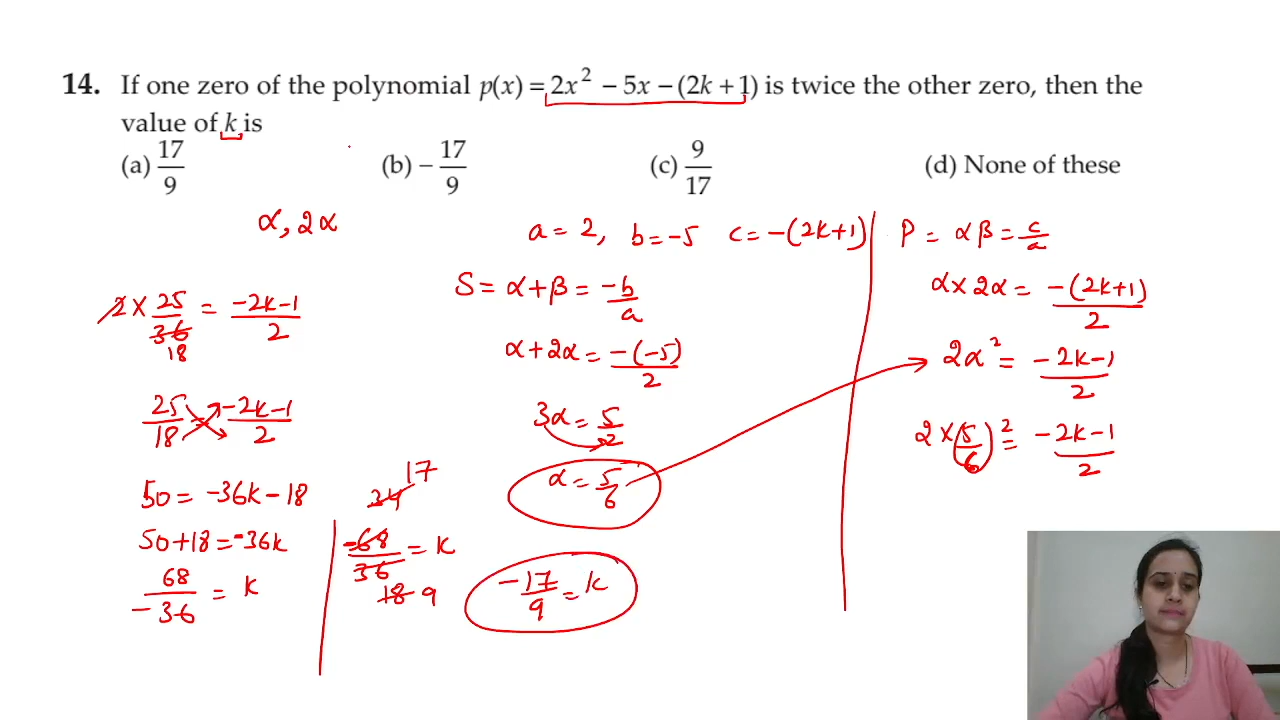 14. If one zero of the polynomial p(x) = 2x² − 5x − (2k + 1) is twice the other zero, then the
value of k is
(a) 17/9 (b) − 17/9 (c) 9/17 (d) None of these
α, 2α
a = 2, b = -5 c = -(2k+1)
S = α + β = -b/a
α + 2α = -(-5)/2
3α = 5/2
α = 5/6
P = αβ = c/a
α × 2α = -(2k+1)/2
2α² = -2k-1/2
2 × (5/6)² = -2k-1/2
2 × 25/36 = -2k-1/2
18
25/18 = -2k-1/2
50 = -36k - 18
50 + 18 = -36k
68/-36 = k
17
34
-68/36 = k
18 9
-17/9 = k